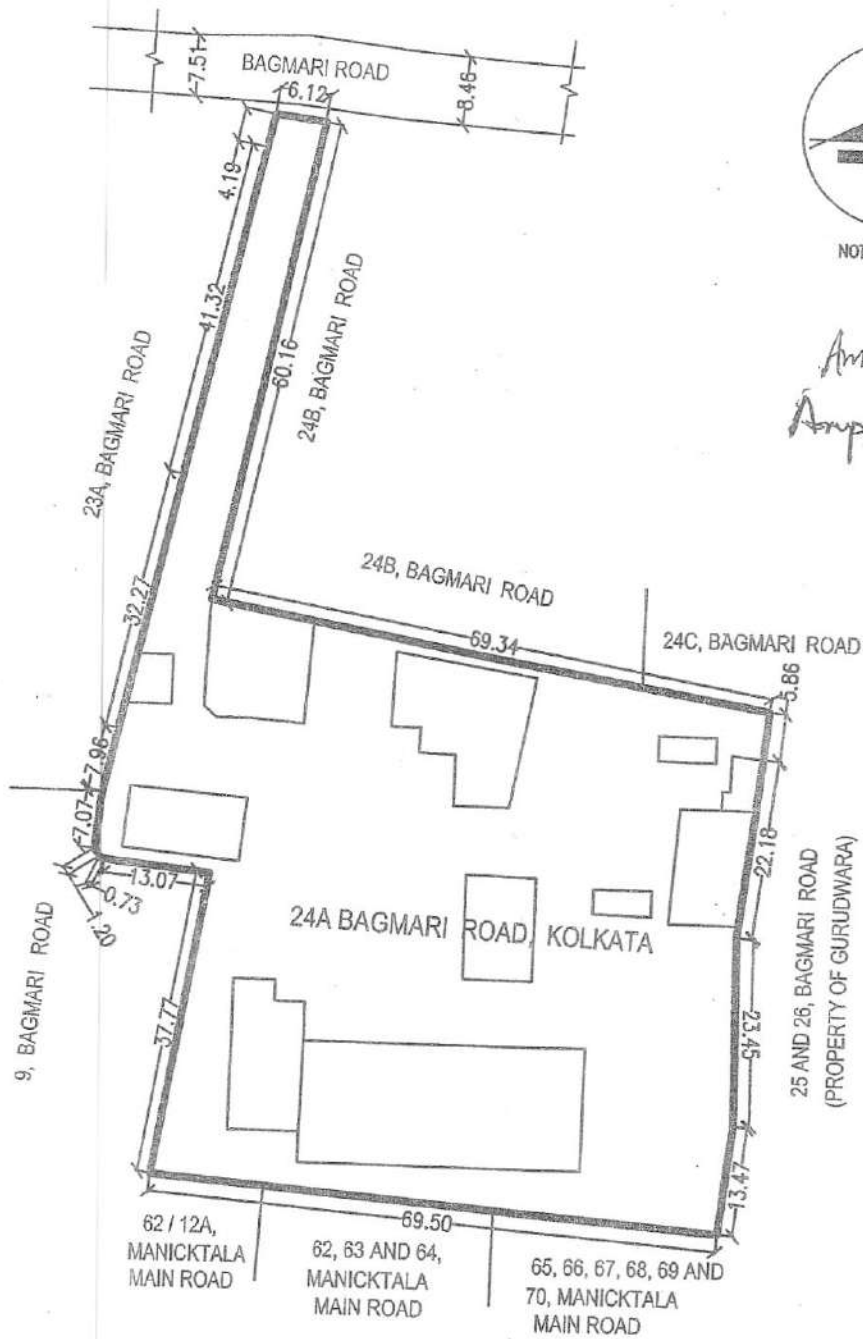 7.51
BAGMARI ROAD
6.12
8.46
4.19
41.32
23A, BAGMARI ROAD
60.16
24B, BAGMARI ROAD
32.27
24B, BAGMARI ROAD
69.34
24C, BAGMARI ROAD
5.86
7.96
7.07
13.07
0.73
1.20
22.18
24A BAGMARI ROAD, KOLKATA
9, BAGMARI ROAD
37.77
25 AND 26, BAGMARI ROAD
(PROPERTY OF GURUDWARA)
23.45
13.47
69.50
62 / 12A,
MANICKTALA
MAIN ROAD
62, 63 AND 64,
MANICKTALA
MAIN ROAD
65, 66, 67, 68, 69 AND
70, MANICKTALA
MAIN ROAD